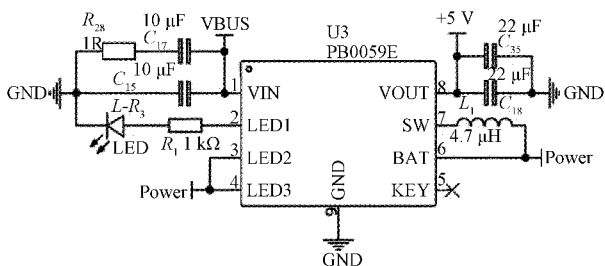 R28
1R
10 μF
C17
VBUS
10 μF
C15
GND
L-R3
LED
R1 1 kΩ
Power
U3
PB0059E
1 VIN
2 LED1
3 LED2
4 LED3
VOUT 8
SW 7
BAT 6
KEY 5
GND
9
GND
+5 V
22 μF
C35
22 μF
C18
GND
L1
4.7 μH
Power